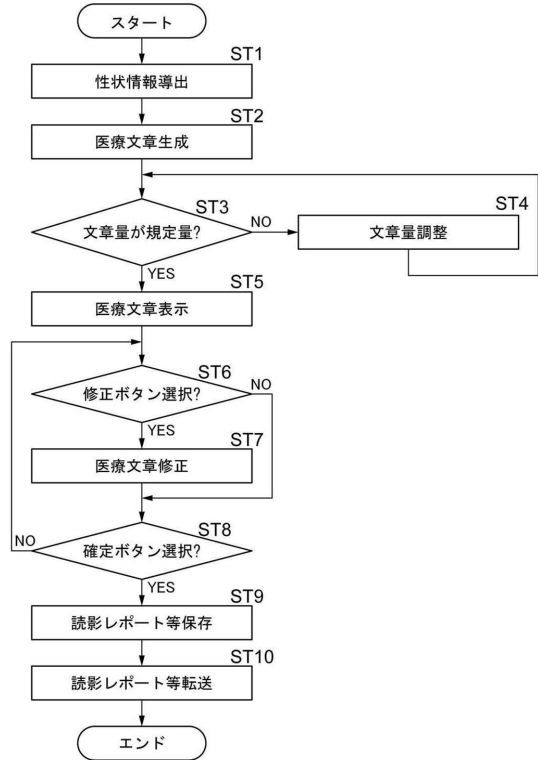 スタート
ST1
性状情報導出
ST2
医療文章生成
ST3
文章量が規定量?
NO
ST4
文章量調整
YES
ST5
医療文章表示
ST6
修正ボタン選択?
NO
YES
ST7
医療文章修正
ST8
NO
確定ボタン選択?
YES
ST9
読影レポート等保存
ST10
読影レポート等転送
エンド